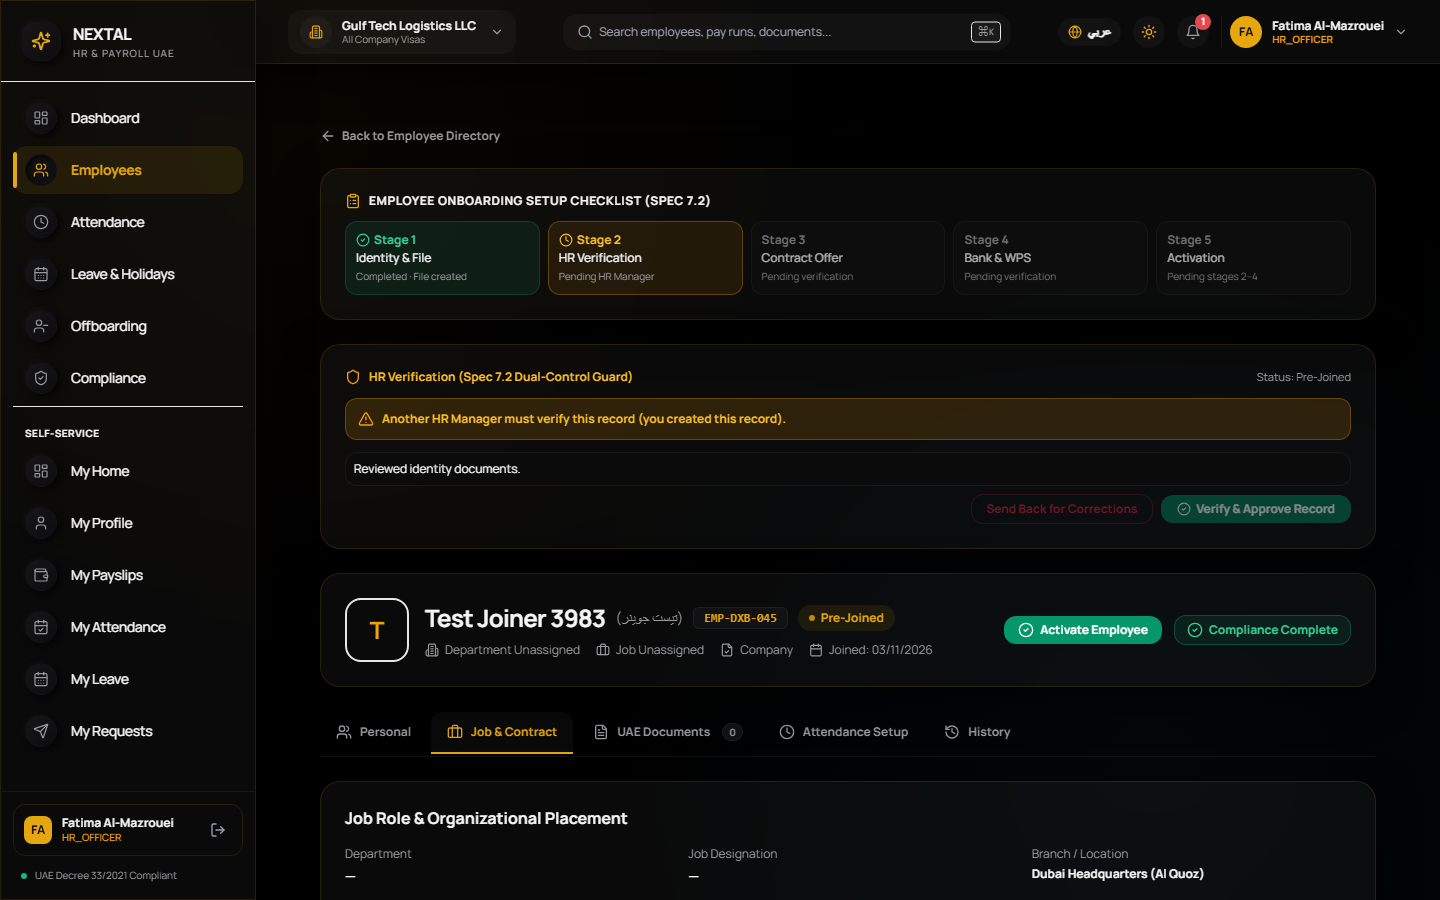 NEXTAL
HR & PAYROLL UAE
Gulf Tech Logistics LLC
All Company Visas
Search employees, pay runs, documents...
⌘K
عربي
1
FA
Fatima Al-Mazrouei
HR_OFFICER
Dashboard
Employees
Attendance
Leave & Holidays
Offboarding
Compliance
SELF-SERVICE
My Home
My Profile
My Payslips
My Attendance
My Leave
My Requests
FA
Fatima Al-Mazrouei
HR_OFFICER
UAE Decree 33/2021 Compliant
Back to Employee Directory
EMPLOYEE ONBOARDING SETUP CHECKLIST (SPEC 7.2)
Stage 1
Identity & File
Completed · File created
Stage 2
HR Verification
Pending HR Manager
Stage 3
Contract Offer
Pending verification
Stage 4
Bank & WPS
Pending verification
Stage 5
Activation
Pending stages 2–4
HR Verification (Spec 7.2 Dual-Control Guard)
Status: Pre-Joined
Another HR Manager must verify this record (you created this record).
Reviewed identity documents.
Send Back for Corrections
Verify & Approve Record
T
Test Joiner 3983 (تيست جوينر) EMP-DXB-045 Pre-Joined
Department Unassigned Job Unassigned Company Joined: 03/11/2026
Activate Employee
Compliance Complete
Personal
Job & Contract
UAE Documents 0
Attendance Setup
History
Job Role & Organizational Placement
Department
—
Job Designation
—
Branch / Location
Dubai Headquarters (Al Quoz)